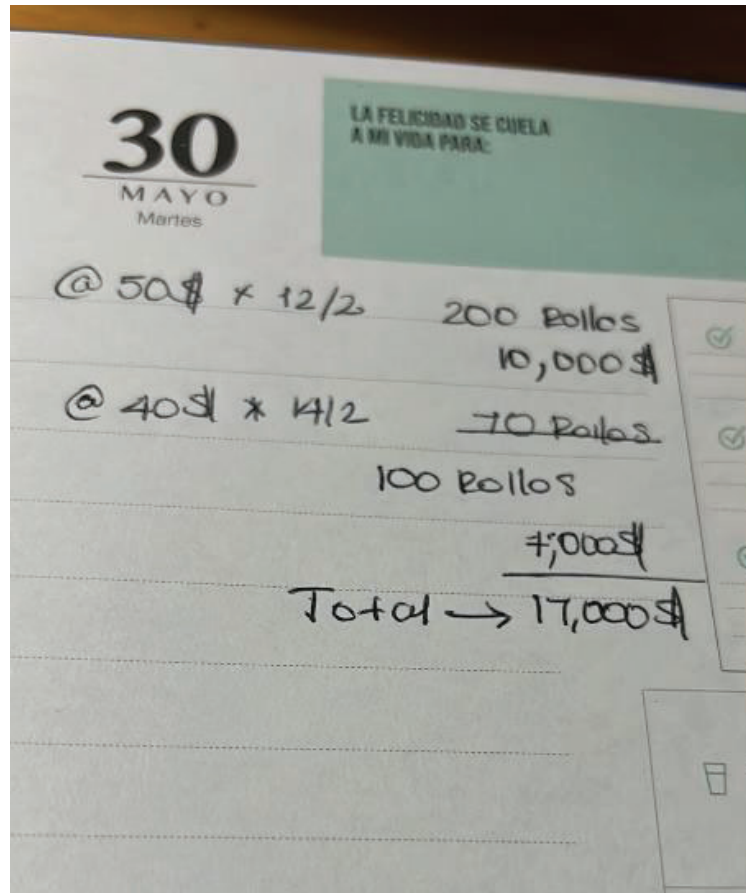 30
MAYO
Martes
LA FELICIDAD SE CUELA
A MI VIDA PARA:
@ 50$ x 12/2 200 Rollos
10,000$
@ 40$ * 14/2 70 Rollos
100 Rollos
7,000$
Total → 17,000$